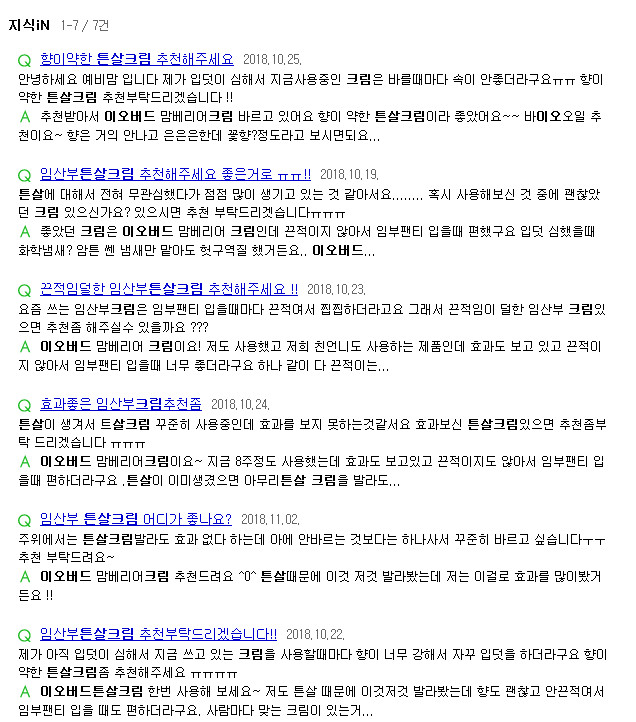 지식iN 1-7 / 7건
Q 향이약한 튼살크림 추천해주세요 2018.10.25.
안녕하세요 예비맘 입니다 제가 입덧이 심해서 지금사용중인 크림은 바를때마다 속이 안좋더라구요ㅠㅠ 향이
약한 튼살크림 추천부탁드리겠습니다 !!
A 추천받아서 이오버드 맘베리어크림 바르고 있어요 향이 약한 튼살크림이라 좋았어요~~ 바이오오일 추
천이요~ 향은 거의 안나고 은은은한데 꽃향?정도라고 보시면되요...
Q 임산부튼살크림 추천해주세요 좋은거로 ㅠㅠ!! 2018.10.19.
튼살에 대해서 전혀 무관심했다가 점점 많이 생기고 있는 것 같아서요........ 혹시 사용해보신 것 중에 괜찮았
던 크림 있으신가요? 있으시면 추천 부탁드리겟습니다ㅠㅠㅠ
A 좋았던 크림은 이오버드 맘베리어 크림인데 끈적이지 않아서 임부팬티 입을때 편했구요 입덧 심했을때
화학냄새? 암튼 쎈 냄새만 맡아도 헛구역질 했거든요.. 이오버드...
Q 끈적임덜한 임산부튼살크림 추천해주세요 !! 2018.10.23.
요즘 쓰는 임산부크림은 임부팬티 입을때마다 끈적여서 찝찝하더라고요 그래서 끈적임이 덜한 임산부 크림있
으면 추천좀 해주실수 있을까요 ???
A 이오버드 맘베리어 크림이요! 저도 사용했고 저희 친언니도 사용하는 제품인데 효과도 보고 있고 끈적이
지 않아서 임부팬티 입을때 너무 좋더라구요 하나 같이 다 끈적이는...
Q 효과좋은 임산부크림추천좀 2018.10.24.
튼살이 생겨서 트살크림 꾸준히 사용중인데 효과를 보지 못하는것같서요 효과보신 튼살크림있으면 추천좀부
탁 드리겠습니다 ㅠㅠㅠ
A 이오버드 맘베리어크림이요~ 지금 8주정도 사용했는데 효과도 보고있고 끈적이지도 않아서 임부팬티 입
을때 편하더라구요 .튼살이 이미생겼으면 아무리튼살 크림을 발라도...
Q 임산부 튼살크림 어디가 좋나요? 2018.11.02.
주위에서는 튼살크림발라도 효과 없다 하는데 아에 안바르는 것보다는 하나사서 꾸준히 바르고 싶습니다ㅜㅜ
추천 부탁드려요~
A 이오버드 맘베리어크림 추천드려요 ^0^ 튼살때문에 이것 저것 발라봤는데 저는 이걸로 효과를 많이봤거
든요 !!
Q 임산부튼살크림 추천부탁드리겠습니다!! 2018.10.22.
제가 아직 입덧이 심해서 지금 쓰고 있는 크림을 사용할때마다 향이 너무 강해서 자꾸 입덧을 하더라구요 향이
약한 튼살크림좀 추천해주세요 ㅠㅠㅠㅠ
A 이오버드튼살크림 한번 사용해 보세요~ 저도 튼살 때문에 이것저것 발라봤는데 향도 괜찮고 안끈적여서
임부팬티 입을 때도 편하더라구요. 사람마다 맞는 크림이 있는거...